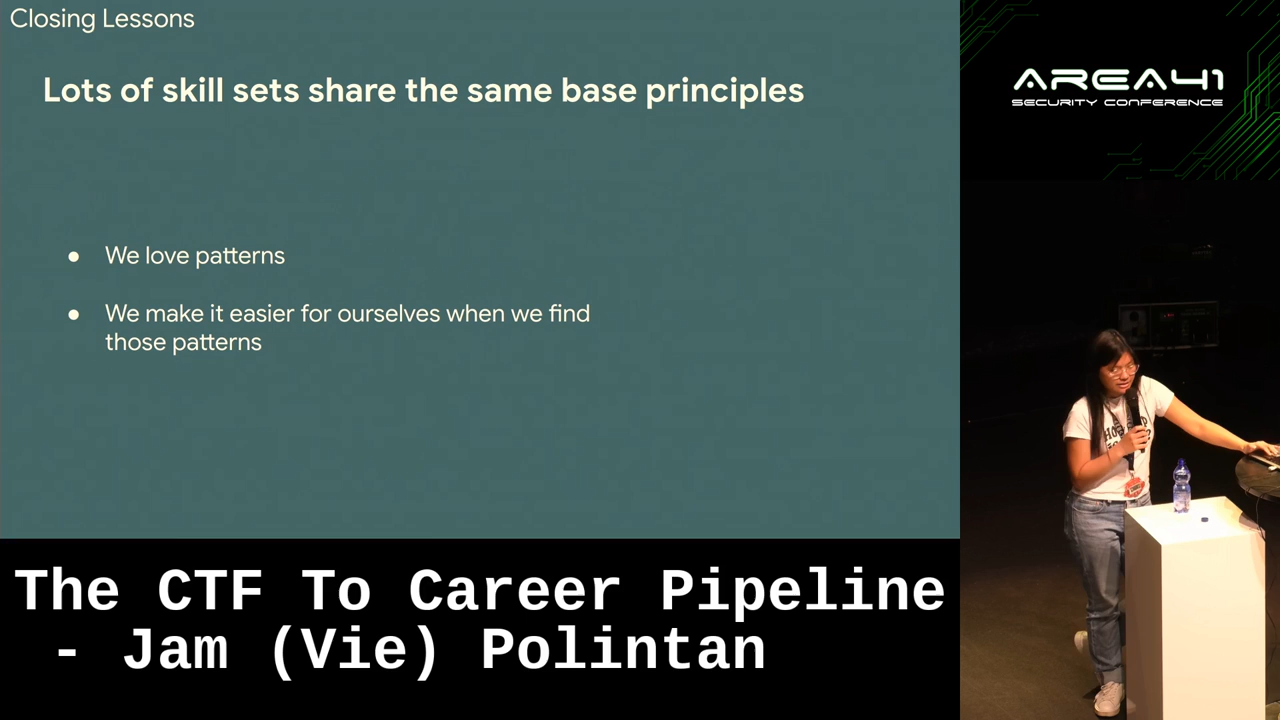 Closing Lessons
Lots of skill sets share the same base principles
● We love patterns
● We make it easier for ourselves when we find
those patterns
AREA41
SECURITY CONFERENCE
The CTF To Career Pipeline
- Jam (Vie) Polintan